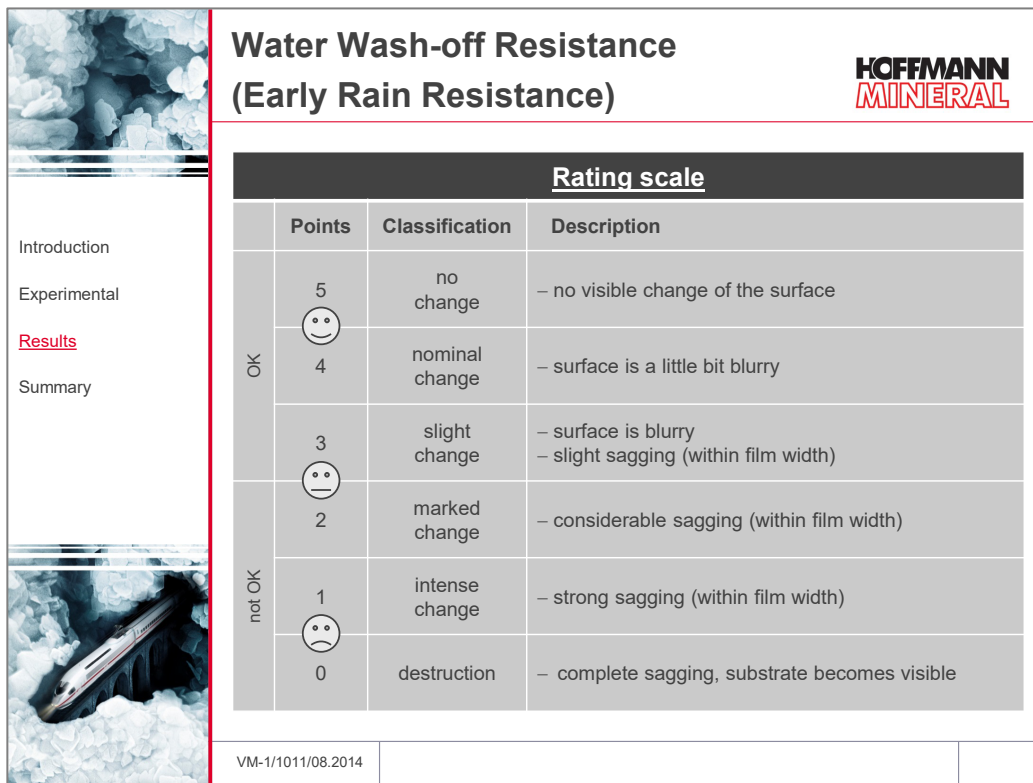 Water Wash-off Resistance
(Early Rain Resistance)
HOFFMANN
MINERAL
Introduction
Experimental
Results
Summary
Rating scale
Points Classification Description
OK
5 no change – no visible change of the surface
4 nominal change – surface is a little bit blurry
3 slight change – surface is blurry
– slight sagging (within film width)
not OK
2 marked change – considerable sagging (within film width)
1 intense change – strong sagging (within film width)
0 destruction – complete sagging, substrate becomes visible
VM-1/1011/08.2014